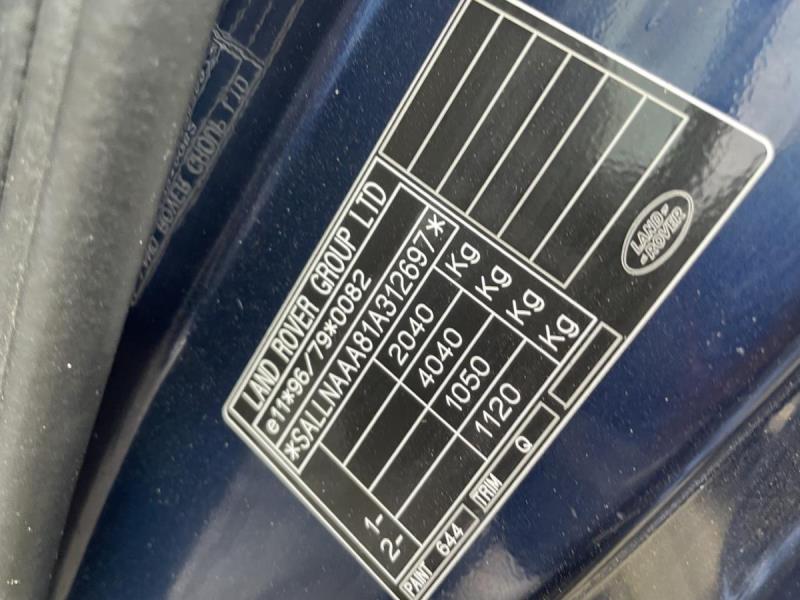 LAND ROVER GROUP LTD
e11*96/79*0082
*SALLNAAA81A312697*
2040 Kg
4040 Kg
1- 1050 Kg
2- 1120 Kg
PAINT 644 TRIM Q
LAND ROVER